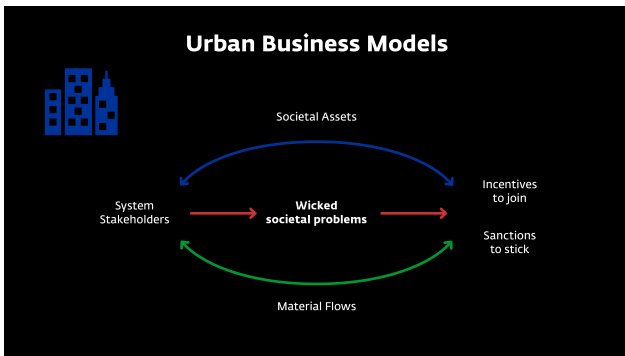 Urban Business Models
Societal Assets
System
Stakeholders
Wicked
societal problems
Incentives
to join
Sanctions
to stick
Material Flows